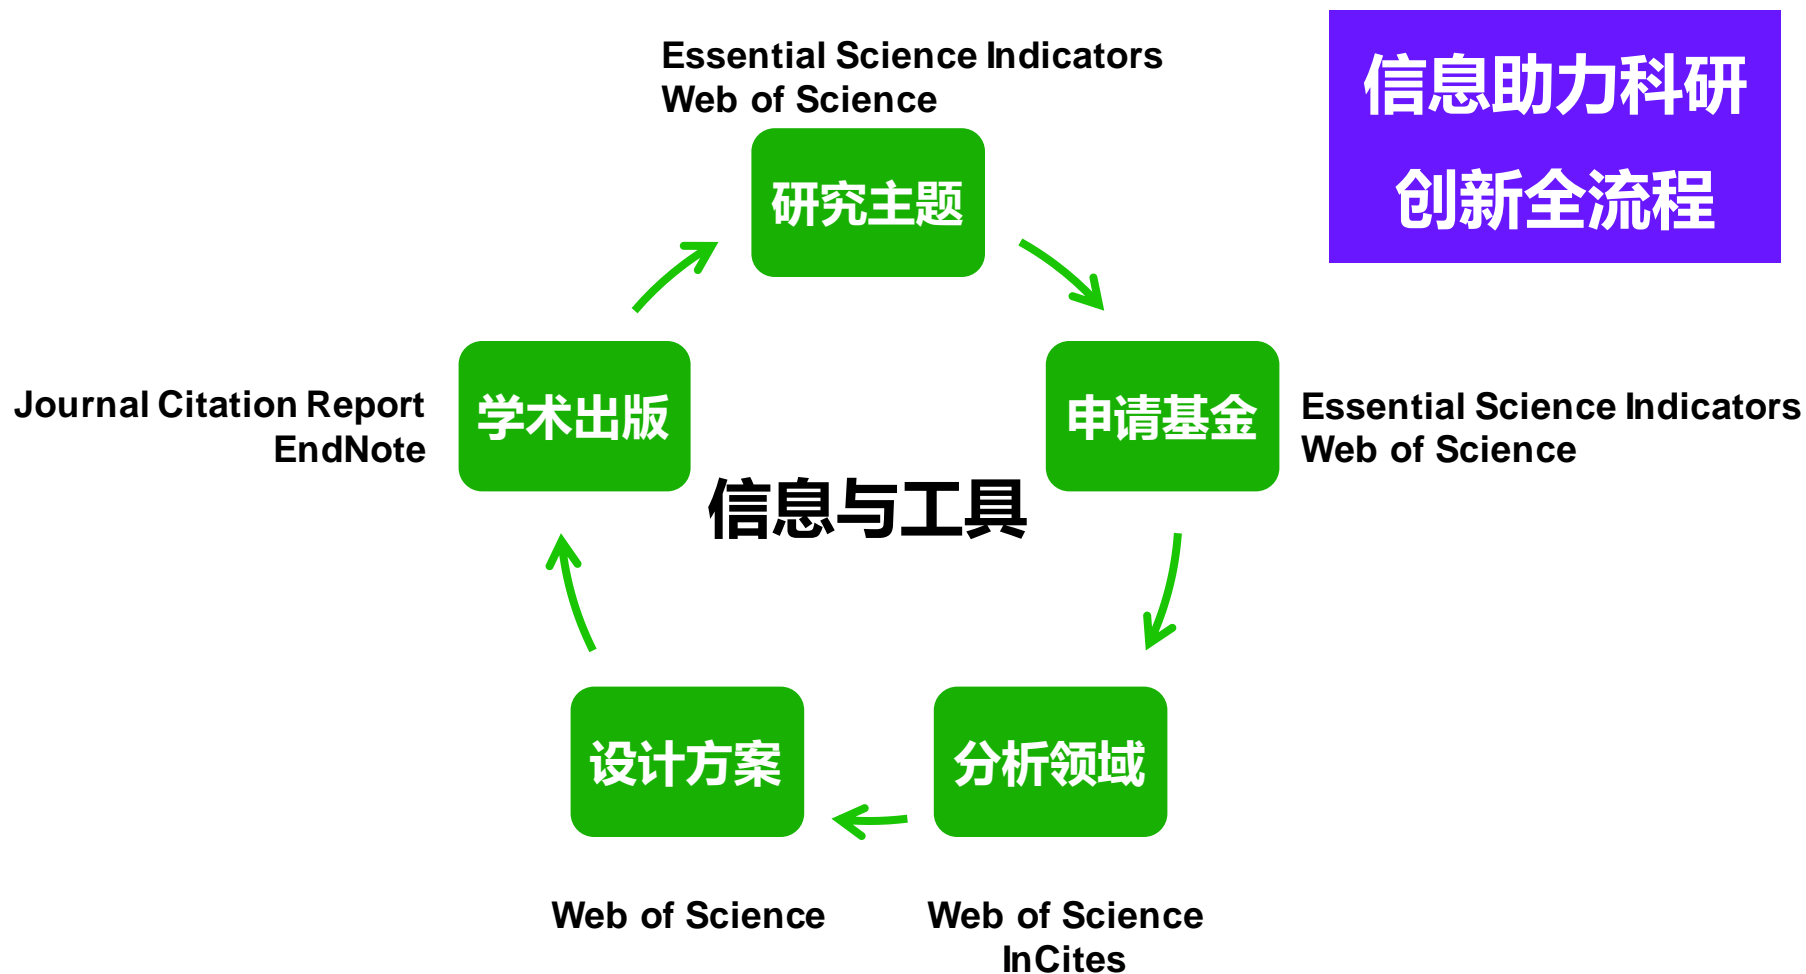 Essential Science Indicators
Web of Science
信息助力科研
创新全流程
研究主题
学术出版
Journal Citation Report
EndNote
申请基金
Essential Science Indicators
Web of Science
信息与工具
设计方案
分析领域
Web of Science
Web of Science
InCites